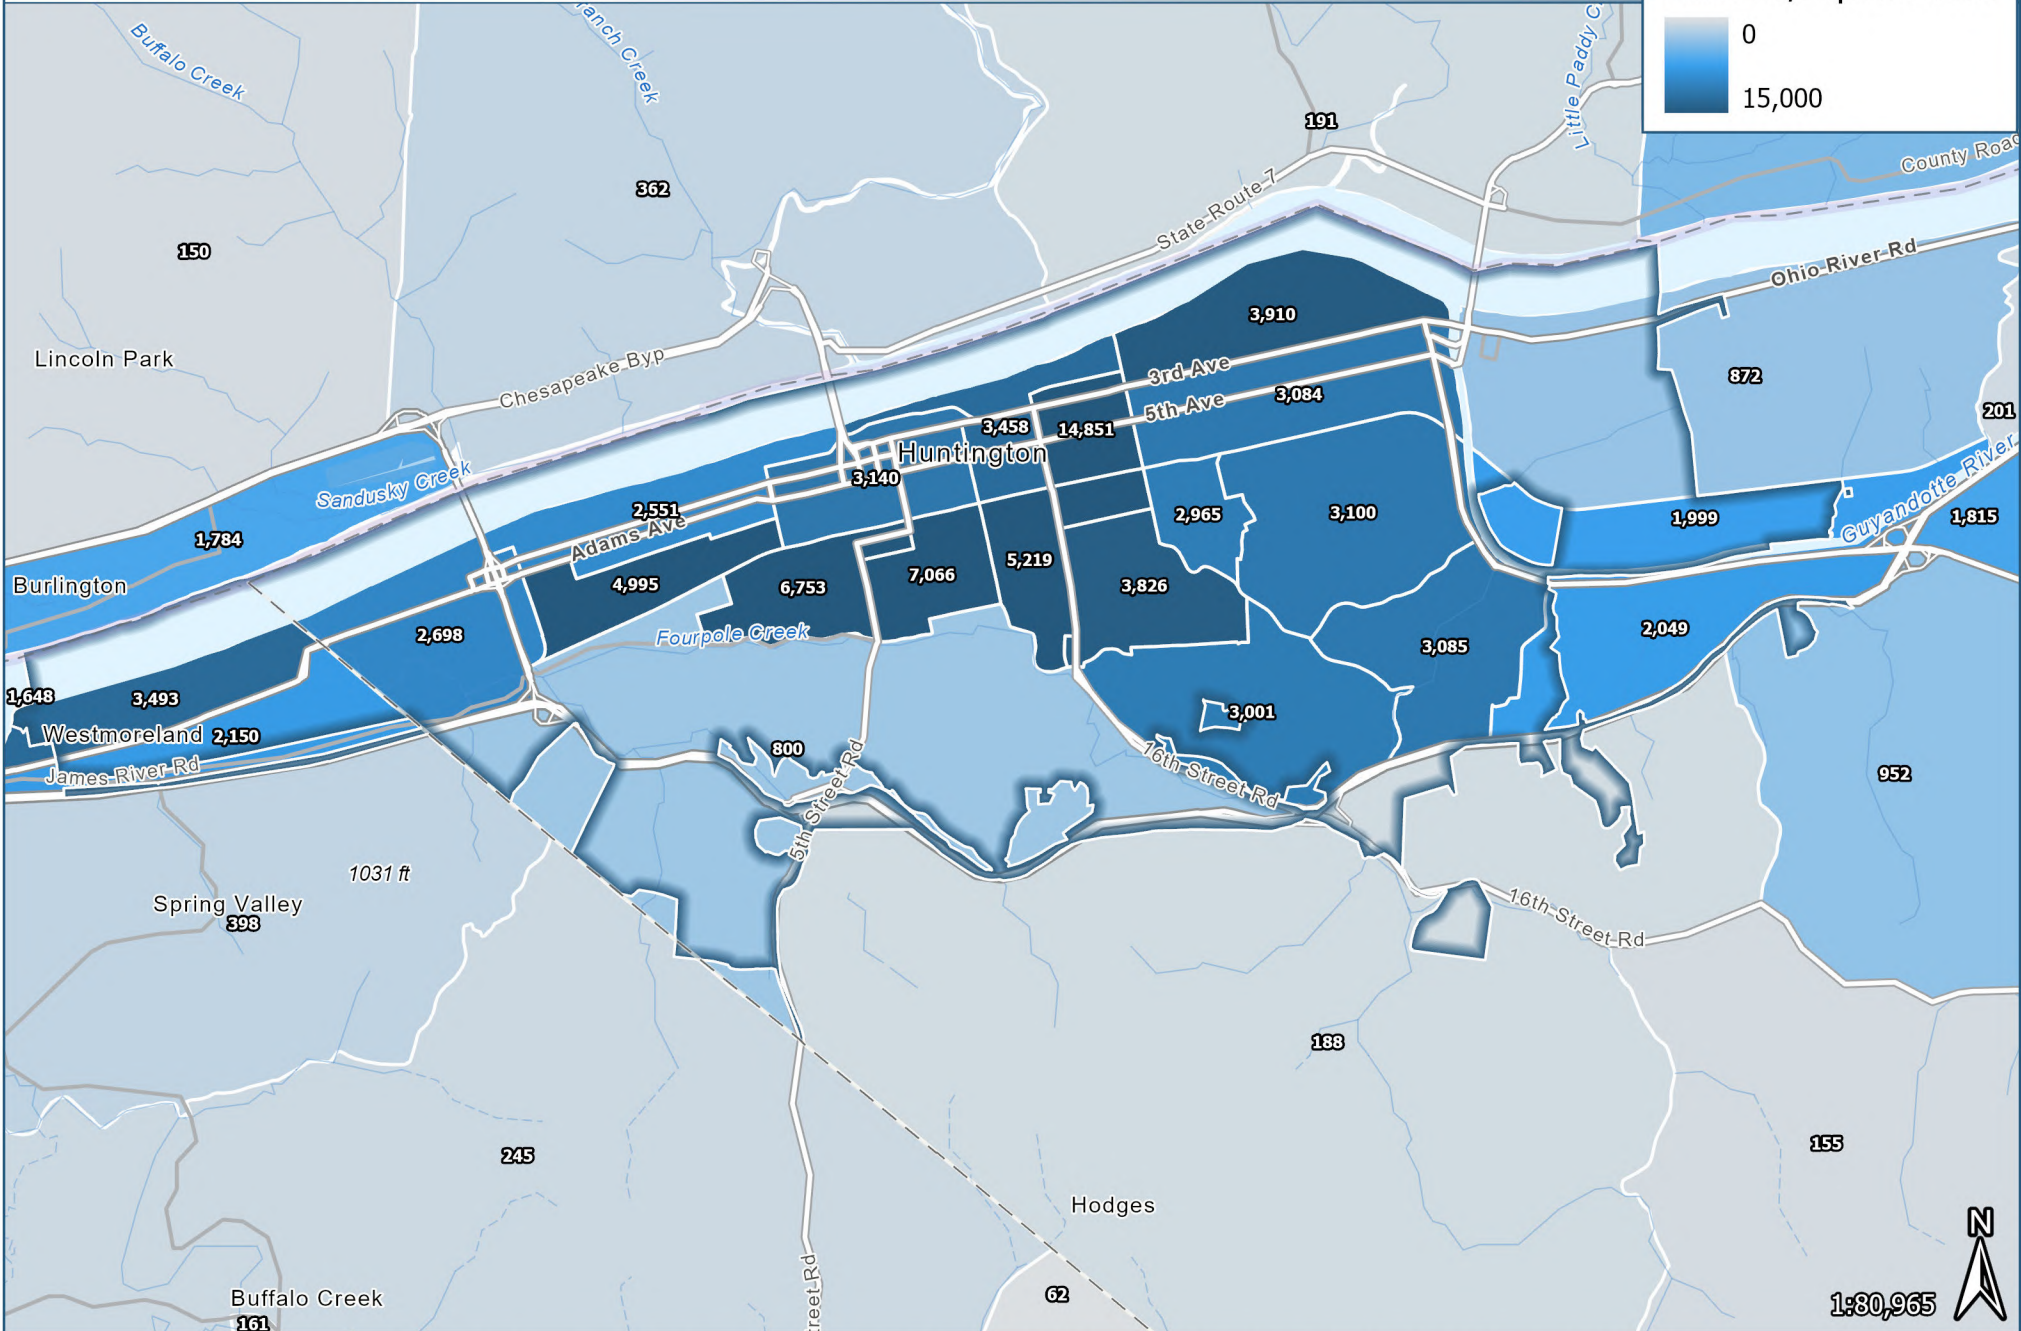 0
15,000
Buffalo Creek
ranch Creek
Little Paddy C
County Road
191
362
State Route 7
150
Ohio River Rd
3,910
Lincoln Park
Chesapeake Byp
3rd Ave
872
5th Ave
3,084
201
3,458
14,851
Huntington
Sandusky Creek
3,140
Guyandotte River
2,551
2,965
3,100
1,999
1,815
Adams Ave
1,784
Burlington
4,995
6,753
7,066
5,219
3,826
2,698
Fourpole Creek
2,049
3,085
1,648
3,493
3,001
Westmoreland
2,150
800
James River Rd
16th Street Rd
952
5th Street Rd
1031 ft
Spring Valley
398
16th Street Rd
188
155
245
Hodges
N
Buffalo Creek
62
1:80,965
161
treet Rd